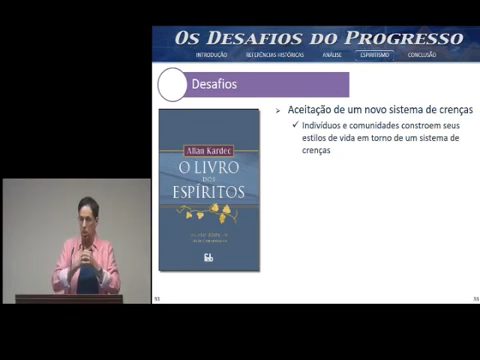 OS DESAFIOS DO PROGRESSO
INTRODUÇÃO REFERÊNCIAS HISTÓRICAS ANÁLISE ESPIRITISMO CONCLUSÃO
Desafios
➢ Aceitação de um novo sistema de crenças
✓ Indivíduos e comunidades constroem seus
estilos de vida em torno de um sistema de
crenças
Allan Kardec
O LIVRO
DOS
ESPÍRITOS
feb